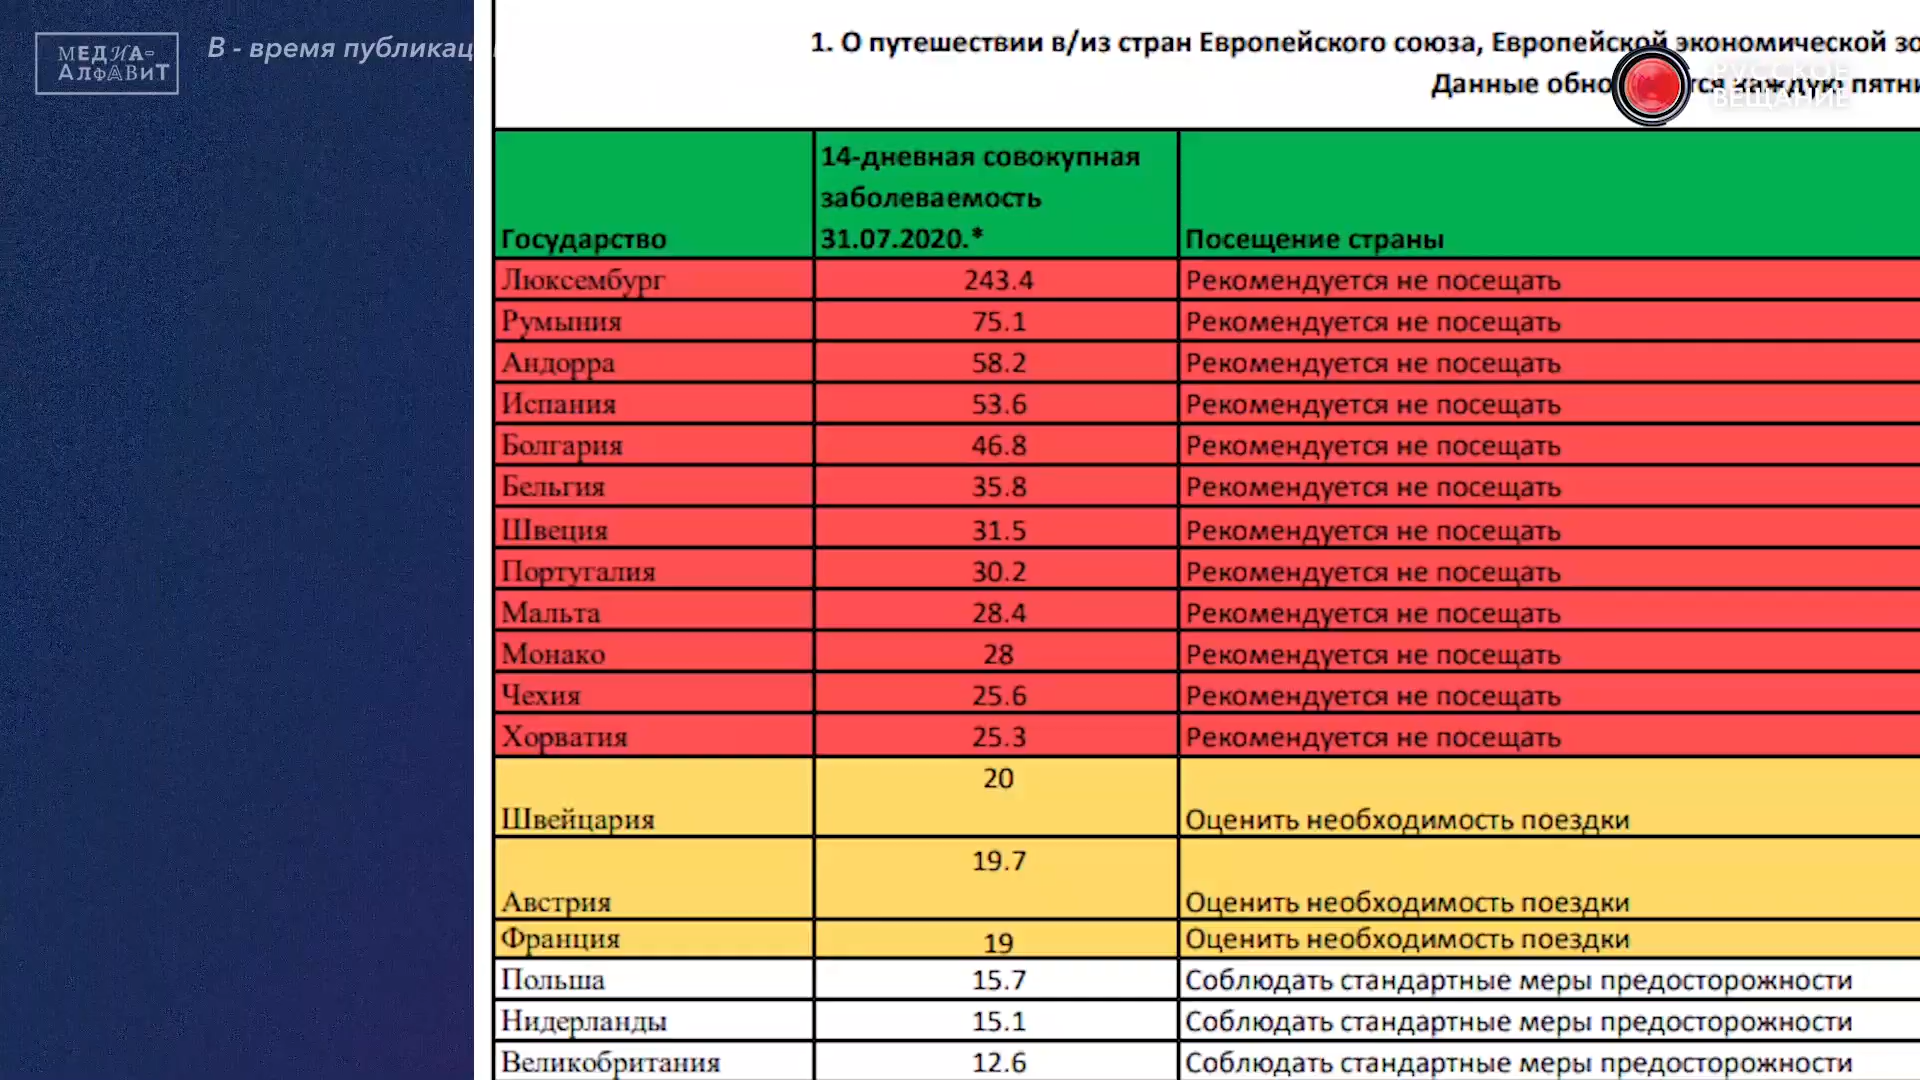 МЕДИА-
АЛФАВИТ
В - время публикац
1. О путешествии в/из стран Европейского союза, Европейской экономической зо
Данные обно тся каждую пятни
РУССКОЕ
ВЕЩАНИЕ
Государство 14-дневная совокупная заболеваемость 31.07.2020.* Посещение страны
Люксембург 243.4 Рекомендуется не посещать
Румыния 75.1 Рекомендуется не посещать
Андорра 58.2 Рекомендуется не посещать
Испания 53.6 Рекомендуется не посещать
Болгария 46.8 Рекомендуется не посещать
Бельгия 35.8 Рекомендуется не посещать
Швеция 31.5 Рекомендуется не посещать
Португалия 30.2 Рекомендуется не посещать
Мальта 28.4 Рекомендуется не посещать
Монако 28 Рекомендуется не посещать
Чехия 25.6 Рекомендуется не посещать
Хорватия 25.3 Рекомендуется не посещать
Швейцария 20 Оценить необходимость поездки
Австрия 19.7 Оценить необходимость поездки
Франция 19 Оценить необходимость поездки
Польша 15.7 Соблюдать стандартные меры предосторожности
Нидерланды 15.1 Соблюдать стандартные меры предосторожности
Великобритания 12.6 Соблюдать стандартные меры предосторожности